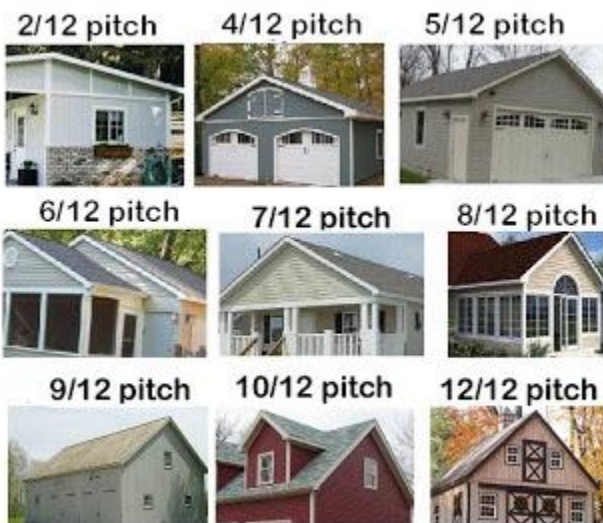 2/12 pitch
4/12 pitch
5/12 pitch
6/12 pitch
7/12 pitch
8/12 pitch
9/12 pitch
10/12 pitch
12/12 pitch